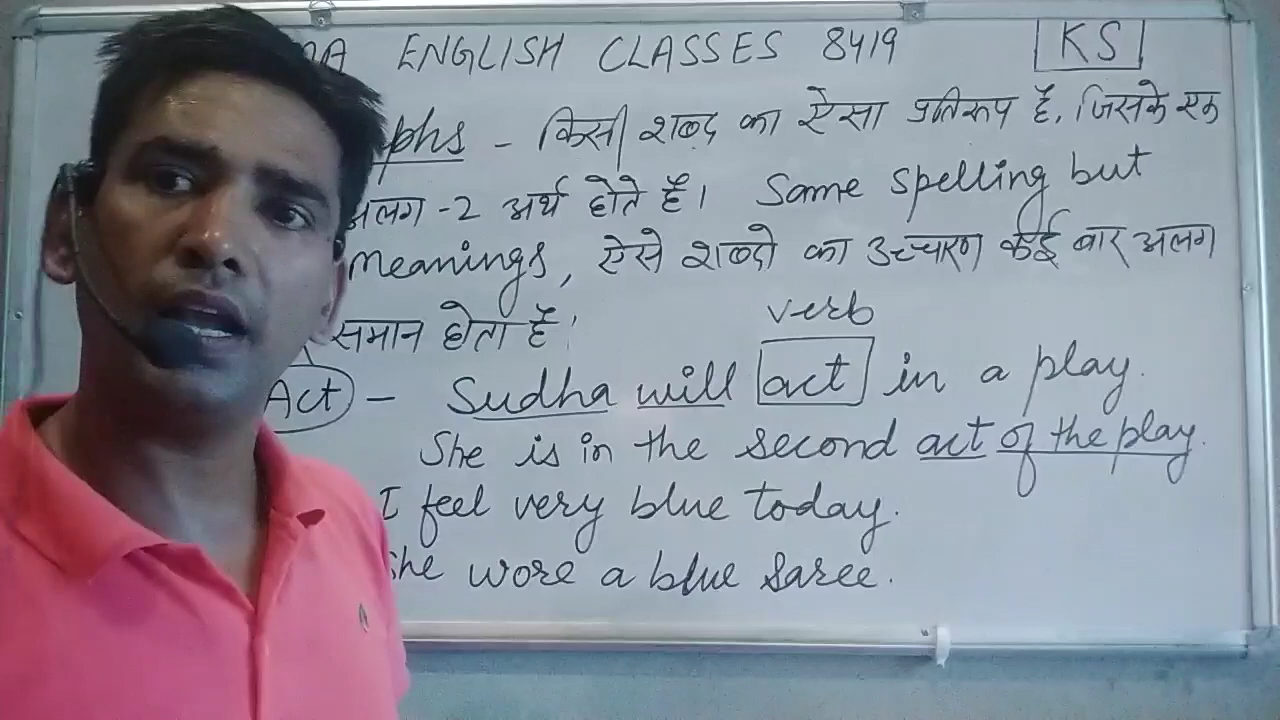 ENGLISH CLASSES 8419 KS
phs - किसी शब्द का ऐसा प्रतिरूप है, जिसके एक
अलग-2 अर्थ होते हैं। Same spelling but
meanings, ऐसे शब्दो का उच्चारण कई बार अलग
समान होता है।
verb
Act - Sudha will act in a play.
She is in the second act of the play.
I feel very blue today.
She wore a blue saree.